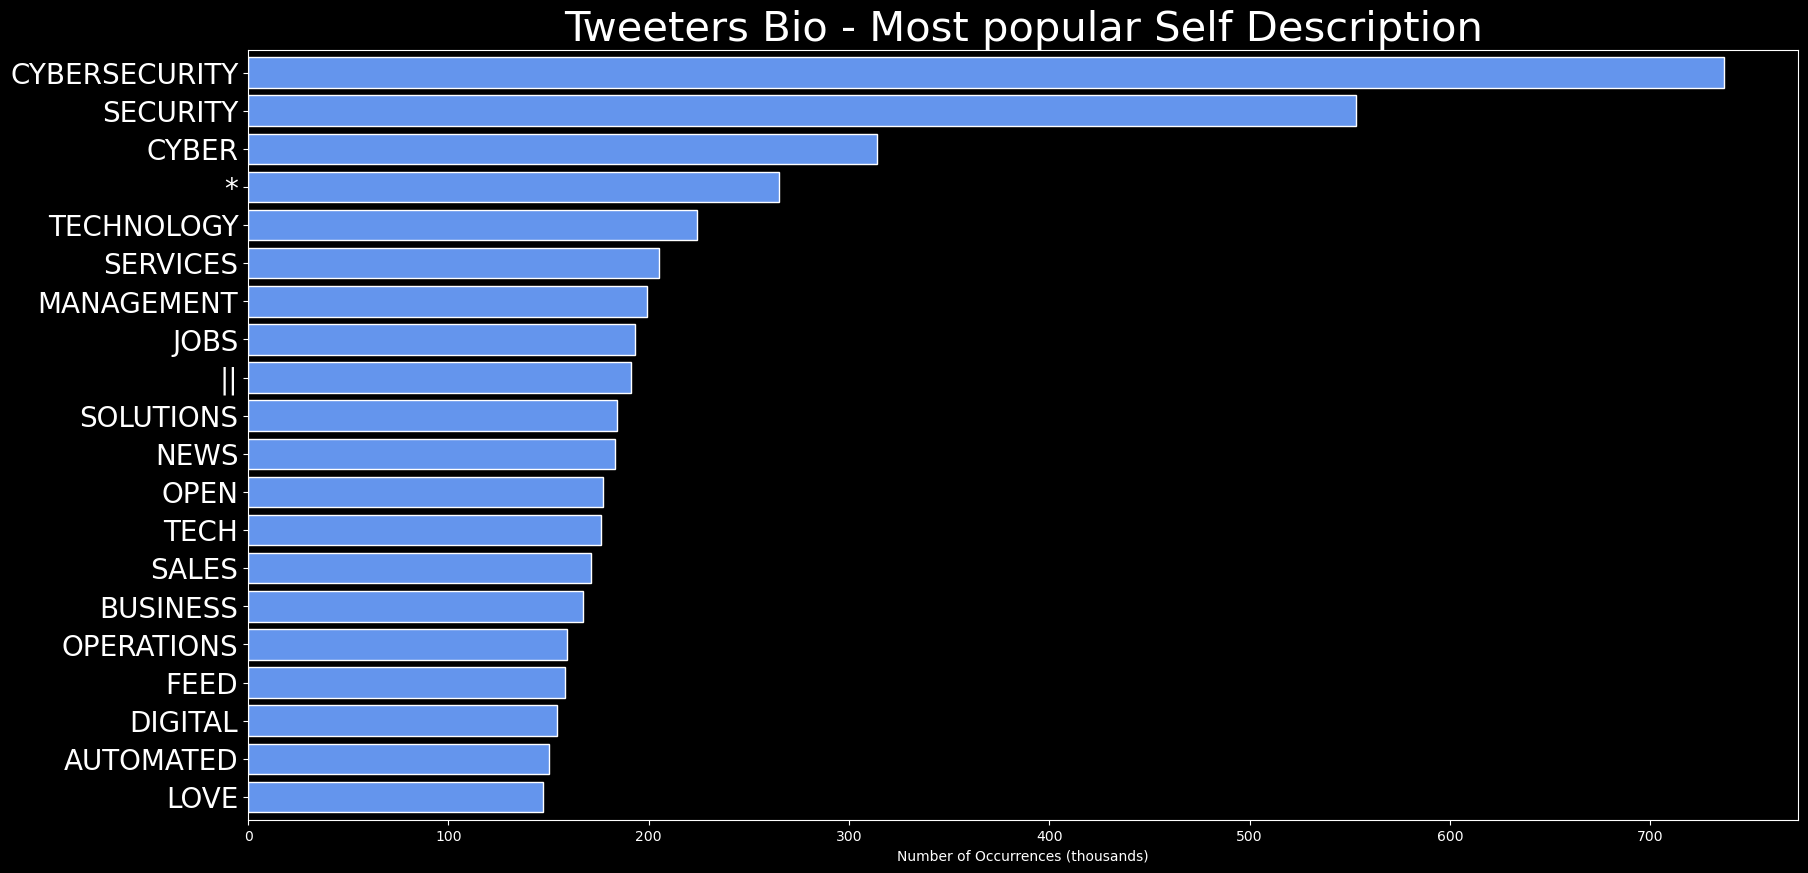 Tweeters Bio - Most popular Self Description
CYBERSECURITY
SECURITY
CYBER
*
TECHNOLOGY
SERVICES
MANAGEMENT
JOBS
||
SOLUTIONS
NEWS
OPEN
TECH
SALES
BUSINESS
OPERATIONS
FEED
DIGITAL
AUTOMATED
LOVE
0 100 200 300 400 500 600 700
Number of Occurrences (thousands)